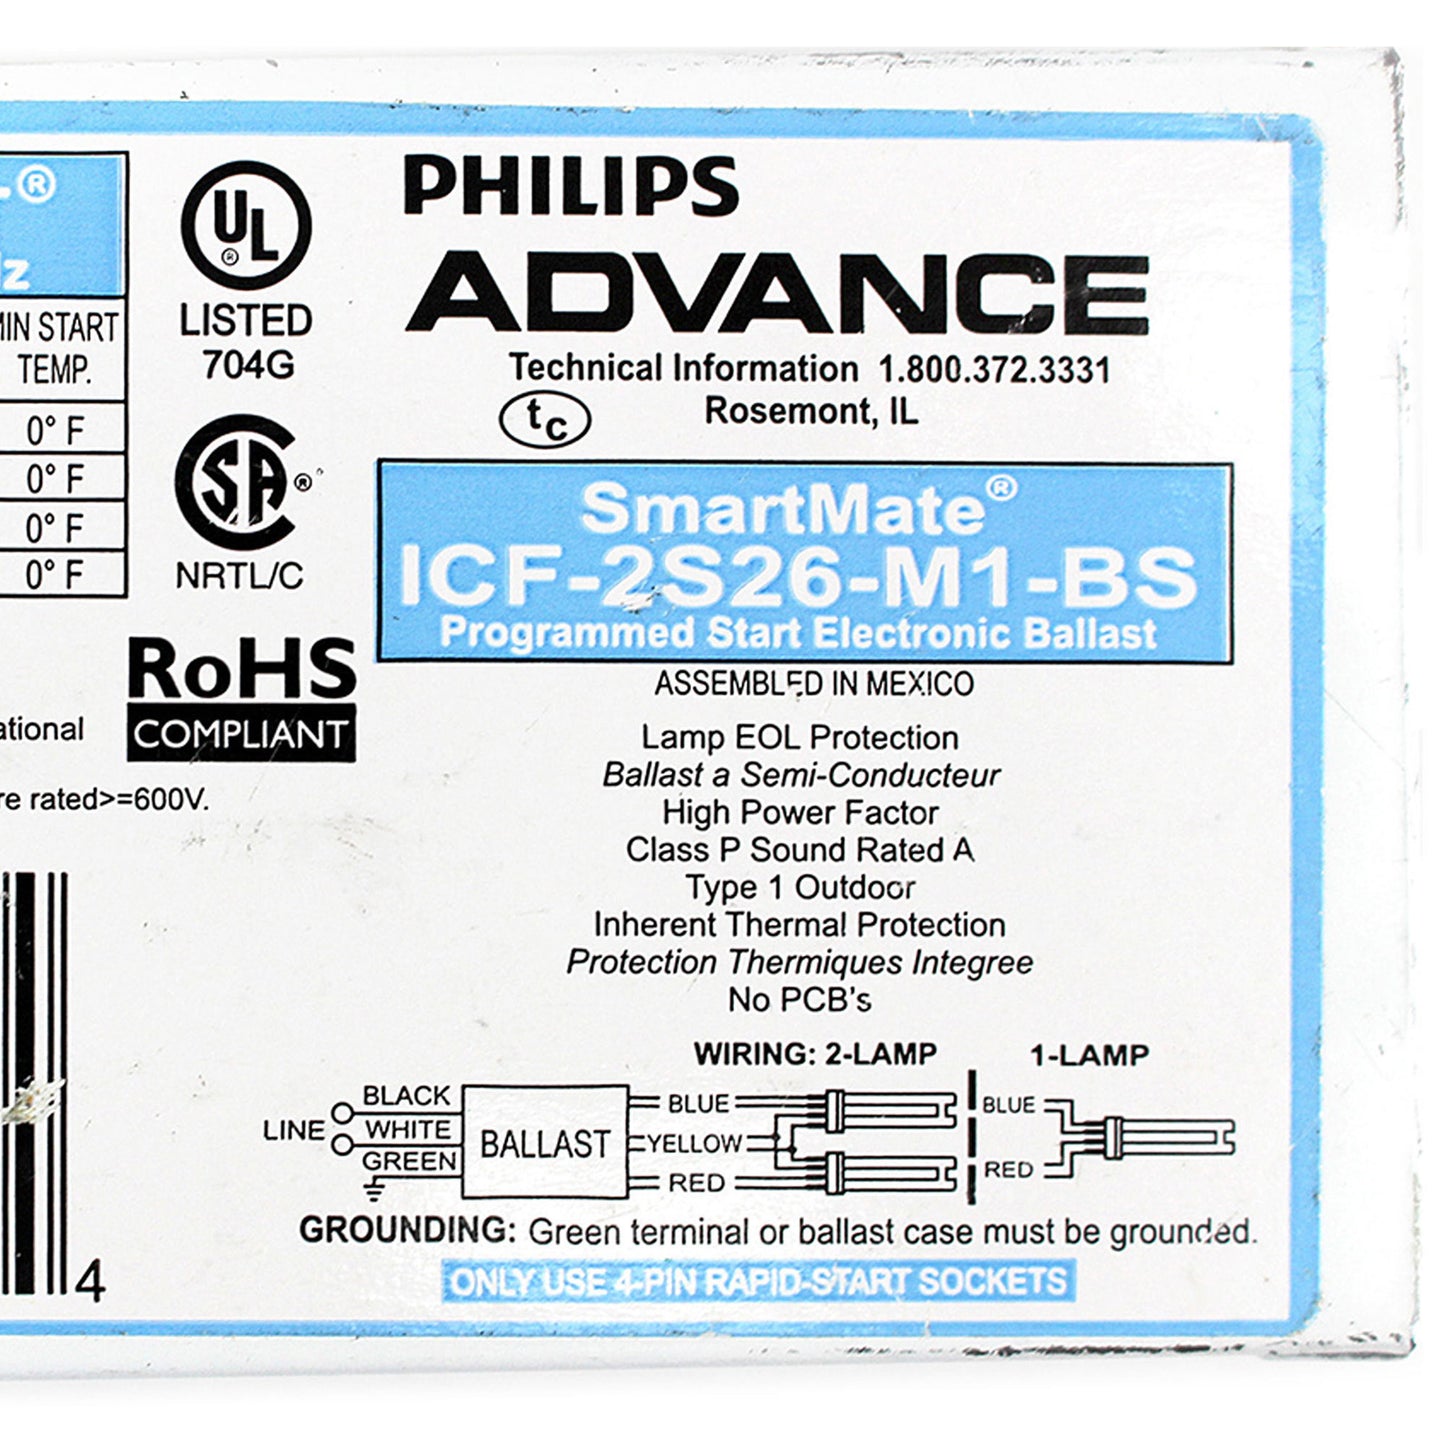 ®
z
MIN START
TEMP.
0° F
0° F
0° F
0° F
UL ®
LISTED
704G
SA ®
NRTL/C
RoHS
COMPLIANT
re rated>=600V.
4
PHILIPS
ADVANCE
Technical Information 1.800.372.3331
Rosemont, IL
tc
SmartMate®
ICF-2S26-M1-BS
Programmed Start Electronic Ballast
ASSEMBLED IN MEXICO
Lamp EOL Protection
Ballast a Semi-Conducteur
High Power Factor
Class P Sound Rated A
Type 1 Outdoor
Inherent Thermal Protection
Protection Thermiques Integree
No PCB's
WIRING: 2-LAMP 1-LAMP
LINE
BLACK
WHITE
GREEN
BALLAST
BLUE
YELLOW
RED
BLUE
RED
GROUNDING: Green terminal or ballast case must be grounded.
ONLY USE 4-PIN RAPID-START SOCKETS